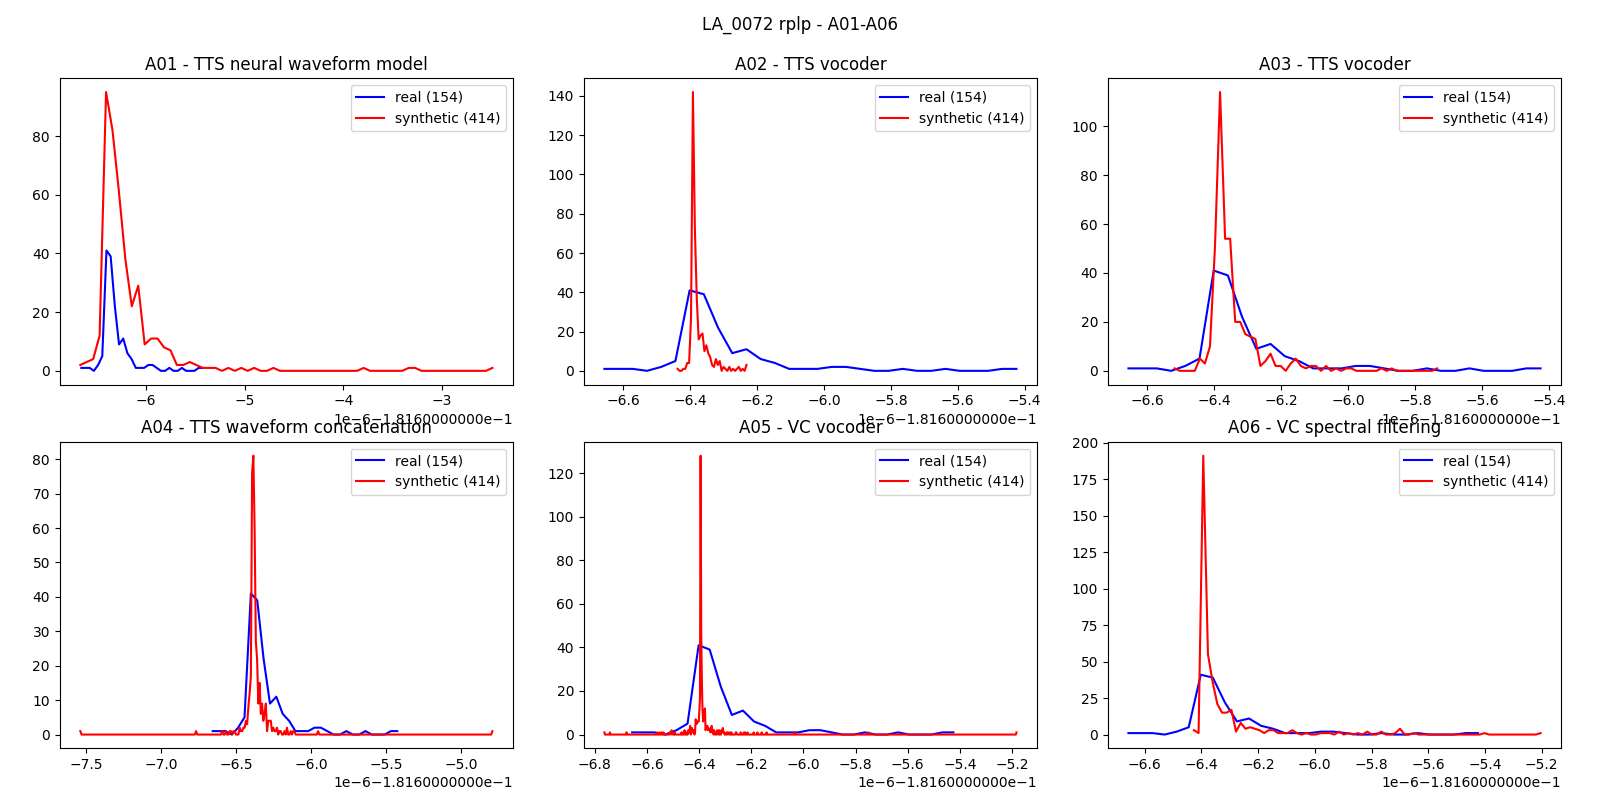 LA_0072 rplp - A01-A06
A01 - TTS neural waveform model
real (154)
synthetic (414)
80
60
40
20
0
−6 −5 −4 −3
1e−6−1.8160000000e−1
A02 - TTS vocoder
real (154)
synthetic (414)
140
120
100
80
60
40
20
0
−6.6 −6.4 −6.2 −6.0 −5.8 −5.6 −5.4
1e−6−1.8160000000e−1
A03 - TTS vocoder
real (154)
synthetic (414)
100
80
60
40
20
0
−6.6 −6.4 −6.2 −6.0 −5.8 −5.6 −5.4
1e−6−1.8160000000e−1
A04 - TTS waveform concatenation
real (154)
synthetic (414)
80
70
60
50
40
30
20
10
0
−7.5 −7.0 −6.5 −6.0 −5.5 −5.0
1e−6−1.8160000000e−1
A05 - VC vocoder
real (154)
synthetic (414)
120
100
80
60
40
20
0
−6.8 −6.6 −6.4 −6.2 −6.0 −5.8 −5.6 −5.4 −5.2
1e−6−1.8160000000e−1
A06 - VC spectral filtering
real (154)
synthetic (414)
200
175
150
125
100
75
50
25
0
−6.6 −6.4 −6.2 −6.0 −5.8 −5.6 −5.4 −5.2
1e−6−1.8160000000e−1